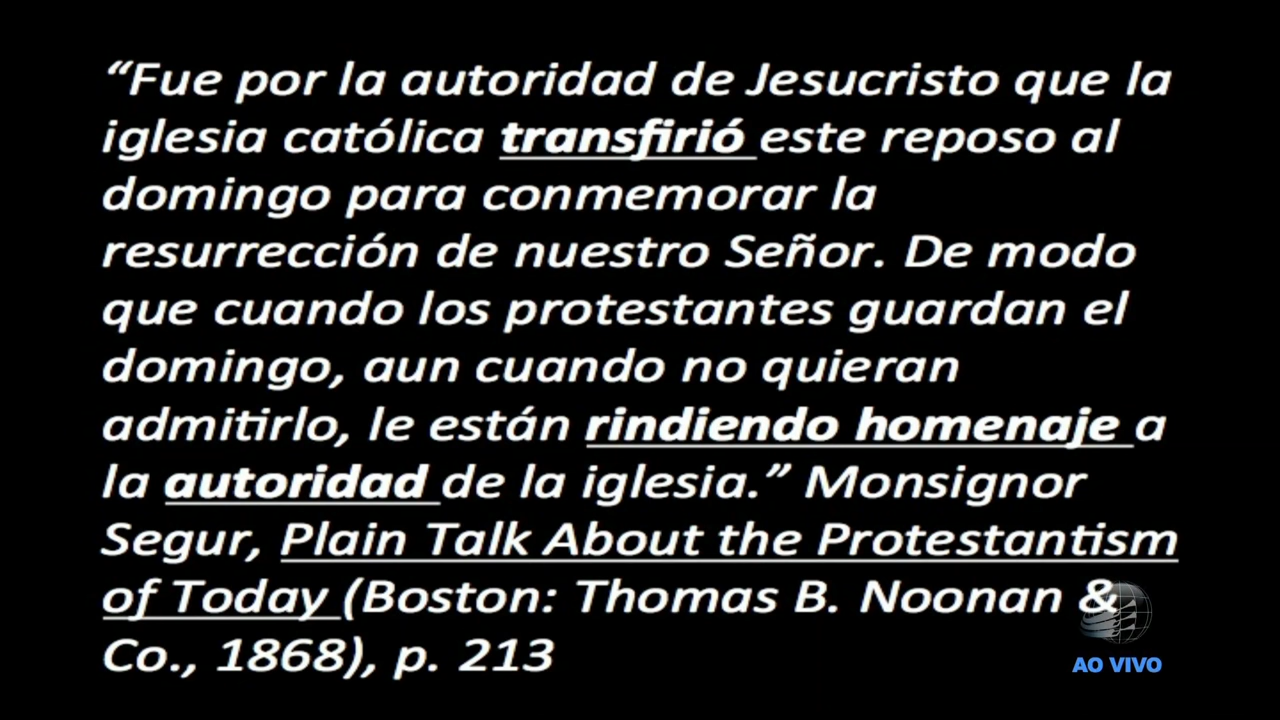 “Fue por la autoridad de Jesucristo que la
iglesia católica transfirió este reposo al
domingo para conmemorar la
resurrección de nuestro Señor. De modo
que cuando los protestantes guardan el
domingo, aun cuando no quieran
admitirlo, le están rindiendo homenaje a
la autoridad de la iglesia.” Monsignor
Segur, Plain Talk About the Protestantism
of Today (Boston: Thomas B. Noonan &
Co., 1868), p. 213
AO VIVO